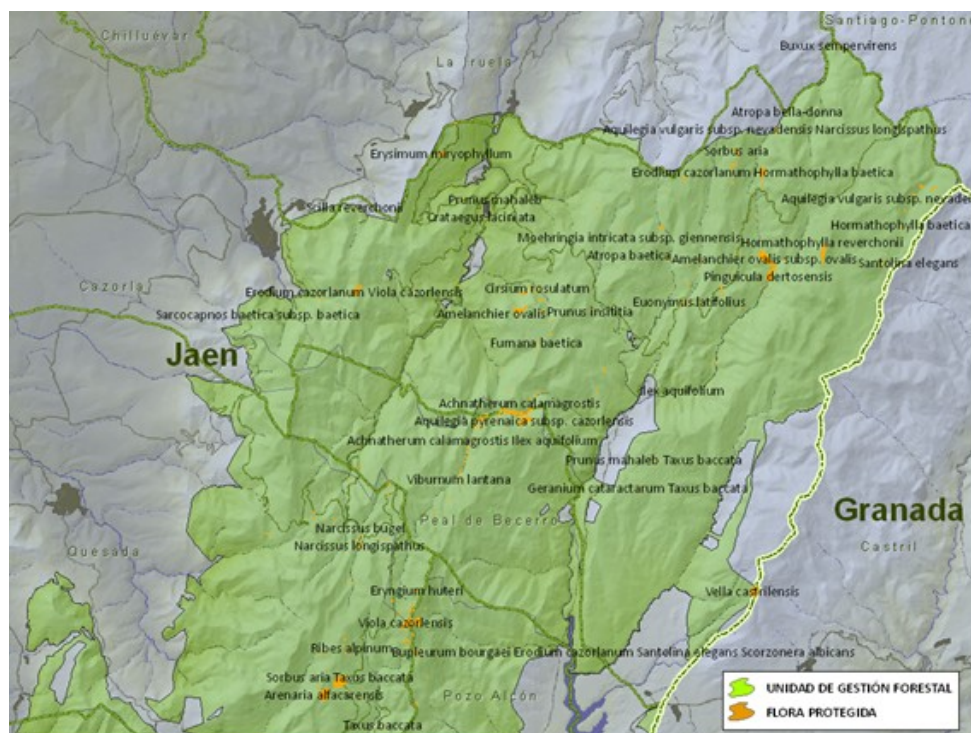 Santiago-Ponton
Chilluévar
Buxus sempervirens
La Iruela
Atropa bella-donna
Aquilegia vulgaris subsp. nevadensis Narcissus longispathus
Erysimum miryophyllum
Sorbus aria
Erodium cazorlanum Hormathophylla baetica
Prunus mahaleb
Aquilegia vulgaris subsp. nevaden
Scilla reverchonii
Crataegus laciniata
Hormathophylla baetica
Moehringia intricata subsp. giennensis
Hormathophylla reverchonii
Atropa baetica
Amelanchier ovalis subsp. ovalis
Santolina elegans
Pinguicula dertosensis
Cazorla
Erodium cazorlanum Viola cazorlensis
Cirsium rosulatum
Euonymus latifolius
Sarcocapnos baetica subsp. baetica
Amelanchier ovalis
Prunus insititia
Fumana baetica
Jaen
Ilex aquifolium
Achnatherum calamagrostis
Aquilegia pyrenaica subsp. cazorlensis
Achnatherum calamagrostis Ilex aquifolium
Prunus mahaleb Taxus baccata
Viburnum lantana
Geranium cataractarum Taxus baccata
Granada
Peal de Becerro
Narcissus bugei
Narcissus longispathus
Castril
Quesada
Eryngium huteri
Vella castrilensis
Viola cazorlensis
Ribes alpinum
Bupleurum bourgaei Erodium cazorlanum Santolina elegans Scorzonera albicans
Sorbus aria Taxus baccata
Arenaria alfacarensis
Pozo Alcón
Taxus baccata
UNIDAD DE GESTIÓN FORESTAL
FLORA PROTEGIDA